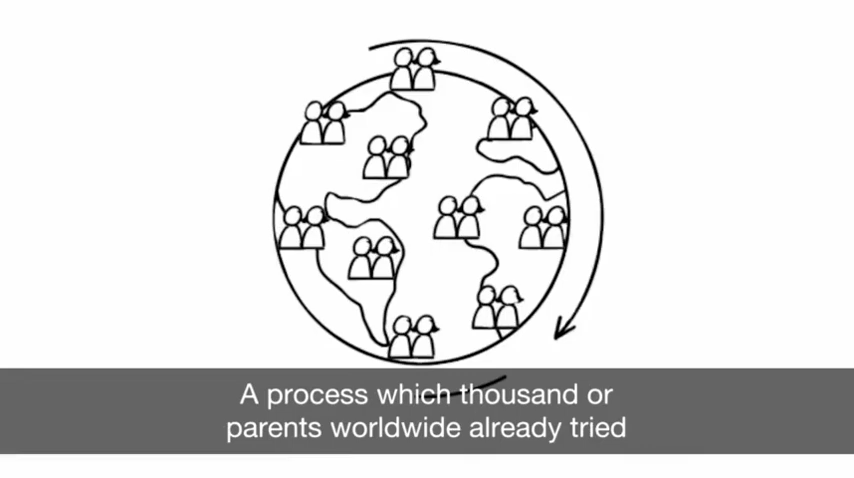 A process which thousand or
parents worldwide already tried